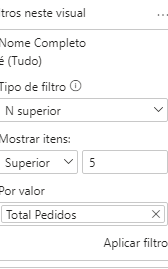 tros neste visual ...
Nome Completo
é (Tudo)
Tipo de filtro
N superior
Mostrar itens:
Superior 5
Por valor
Total Pedidos
Aplicar filtro